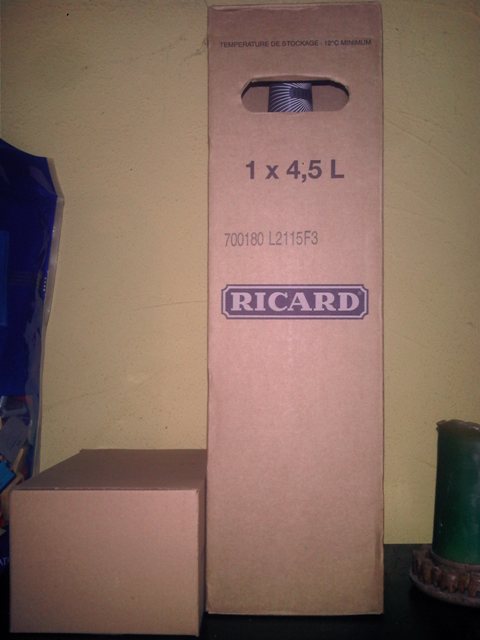 TEMPERATURE DE STOCKAGE : 12°C MINIMUM
1 x 4,5 L
700180 L2115F3
RICARD